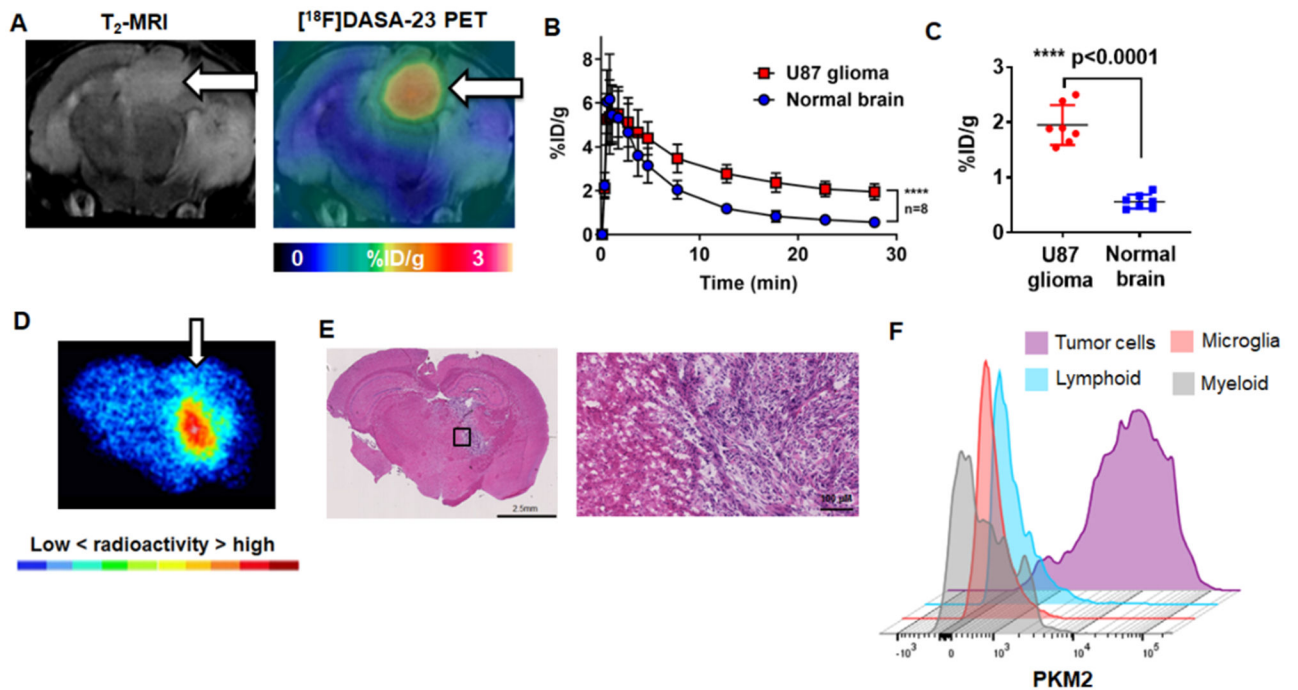 A
T2-MRI
[18F]DASA-23 PET
0 %ID/g 3
B
%ID/g
8
6
4
2
0
0 10 20 30
Time (min)
U87 glioma
Normal brain
****
n=8
C
**** p<0.0001
%ID/g
3
2
1
0
U87 glioma
Normal brain
D
Low < radioactivity > high
E
2.5mm
100 µM
F
Tumor cells
Microglia
Lymphoid
Myeloid
-10³ 0 10³ 10⁴ 10⁵
PKM2